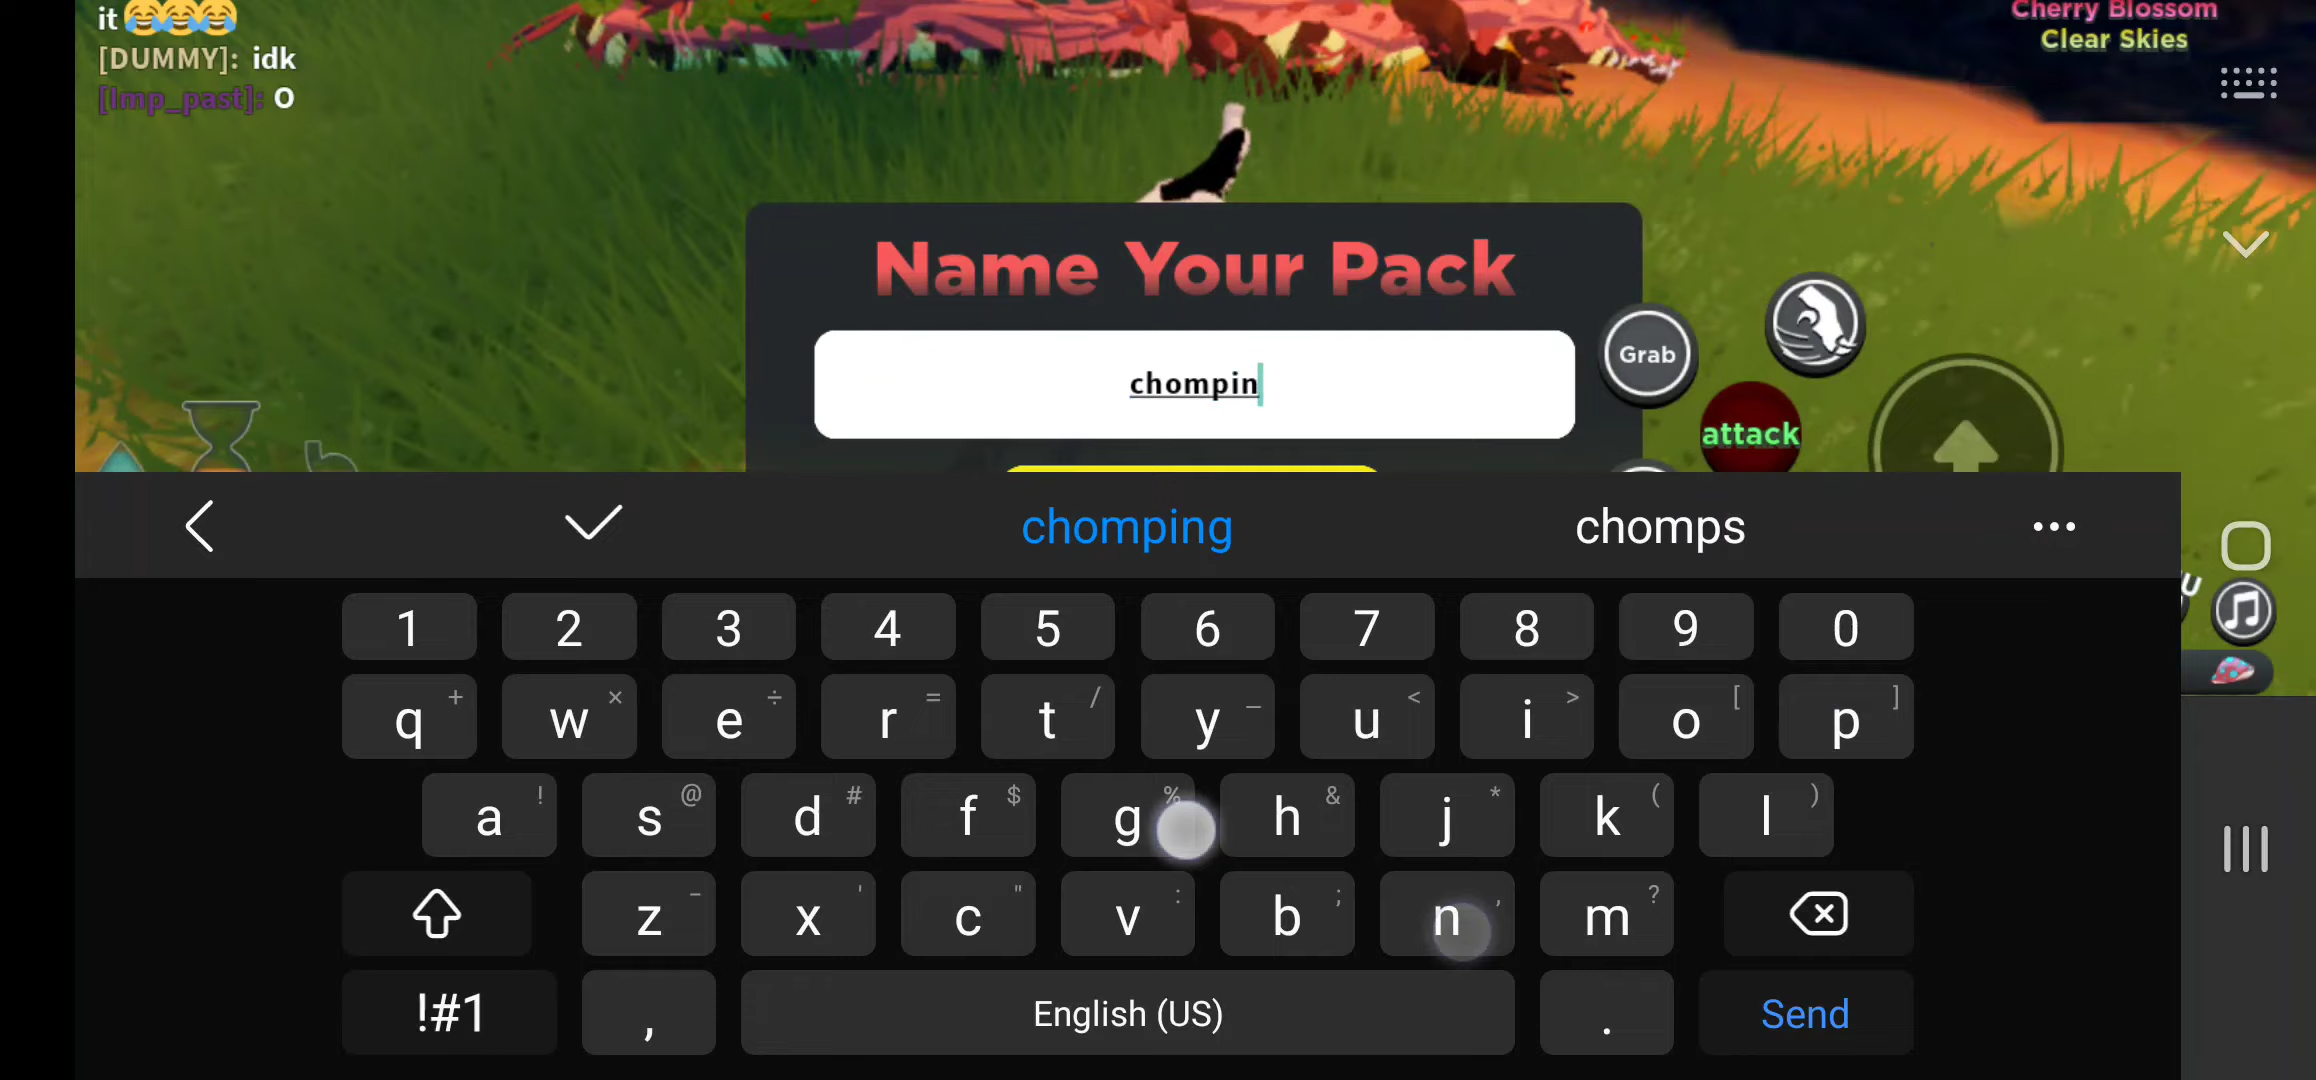 it 😂😂😂
[DUMMY]: idk
[Imp_past]: O
Cherry Blossom
Clear Skies
Name Your Pack
chompin
Grab
attack
chomping chomps ...
U
1 2 3 4 5 6 7 8 9 0
q + w × e ÷ r = t / y _ u < i > o [ p ]
a ! s @ d # f $ g % h & j * k ( l )
z - x ' c " v : b ; n , m ?
!#1 , English (US) . Send